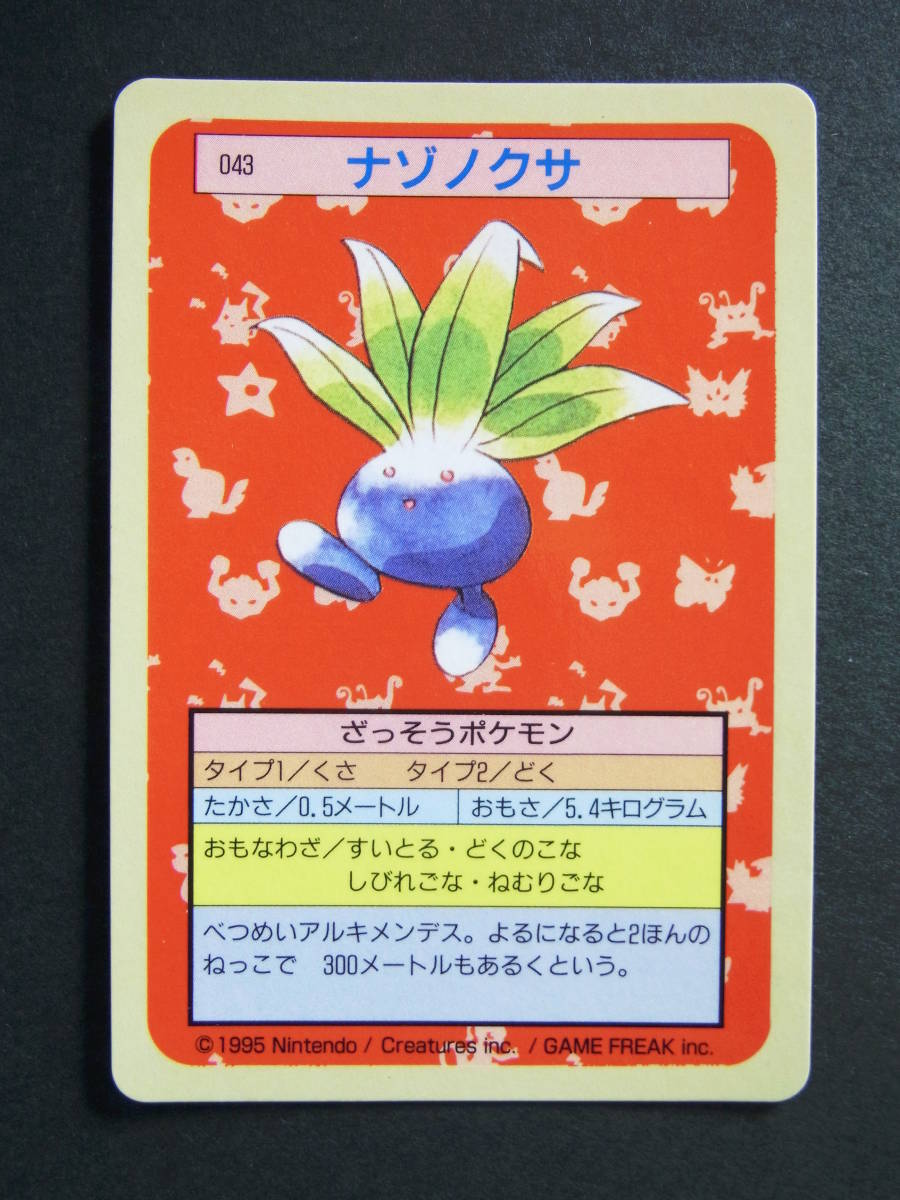 043 ナゾノクサ
ざっそうポケモン
タイプ1/くさ タイプ2/どく
たかさ/0.5メートル おもさ/5.4キログラム
おもなわざ/すいとる・どくのこな
しびれごな・ねむりごな
べつめいアルキメンデス。よるになると2ほんの
ねっこで 300メートルもあるくという。
©1995 Nintendo / Creatures inc. / GAME FREAK inc.